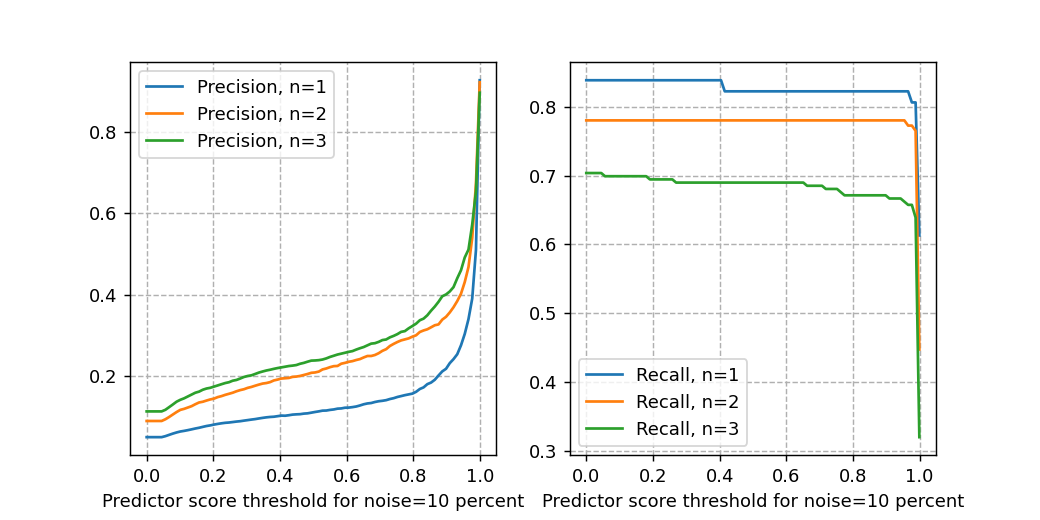 Precision, n=1
Precision, n=2
Precision, n=3
0.8
0.6
0.4
0.2
0.0 0.2 0.4 0.6 0.8 1.0
Predictor score threshold for noise=10 percent
0.8
0.7
0.6
0.5
0.4
0.3
Recall, n=1
Recall, n=2
Recall, n=3
0.0 0.2 0.4 0.6 0.8 1.0
Predictor score threshold for noise=10 percent